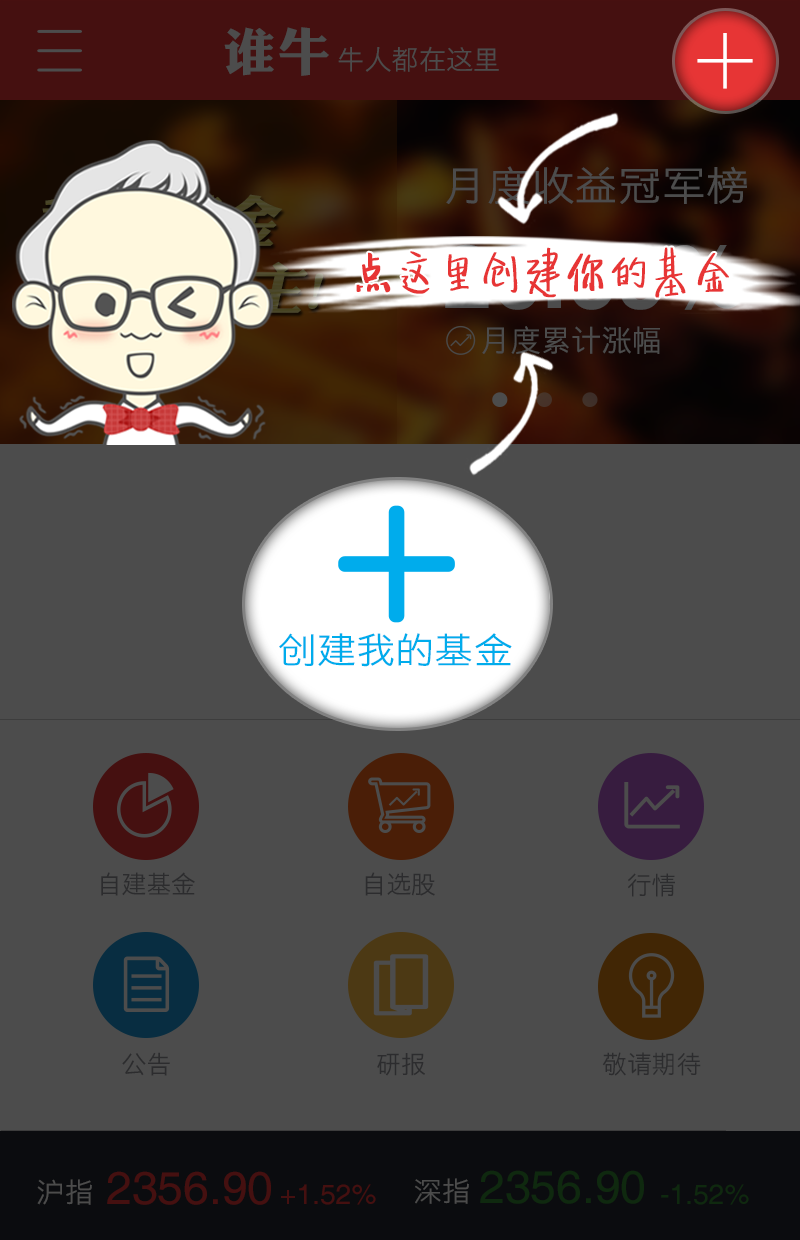 谁牛 牛人都在这里
月度收益冠军榜
金
点这里创建你的基金
月度累计涨幅
创建我的基金
自建基金 自选股 行情
公告 研报 敬请期待
沪指 2356.90 +1.52% 深指 2356.90 -1.52%